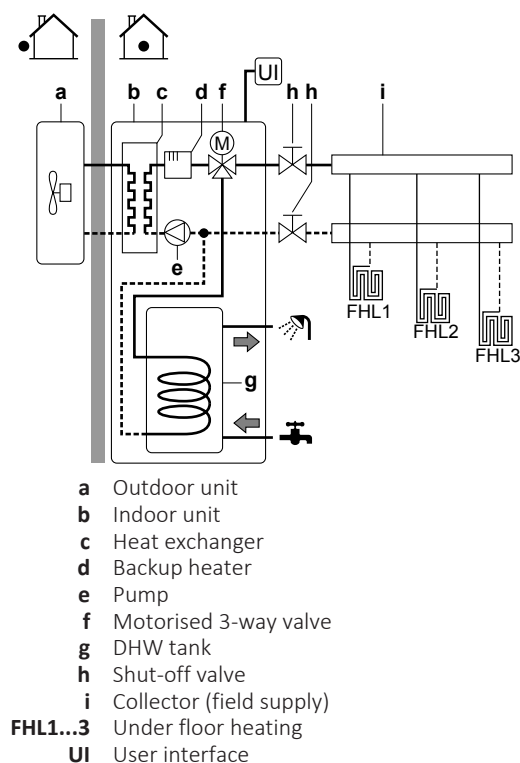 UI
a b c d f h h i
M
e
FHL1
FHL2
FHL3
g
a Outdoor unit
b Indoor unit
c Heat exchanger
d Backup heater
e Pump
f Motorised 3-way valve
g DHW tank
h Shut-off valve
i Collector (field supply)
FHL1...3 Under floor heating
UI User interface